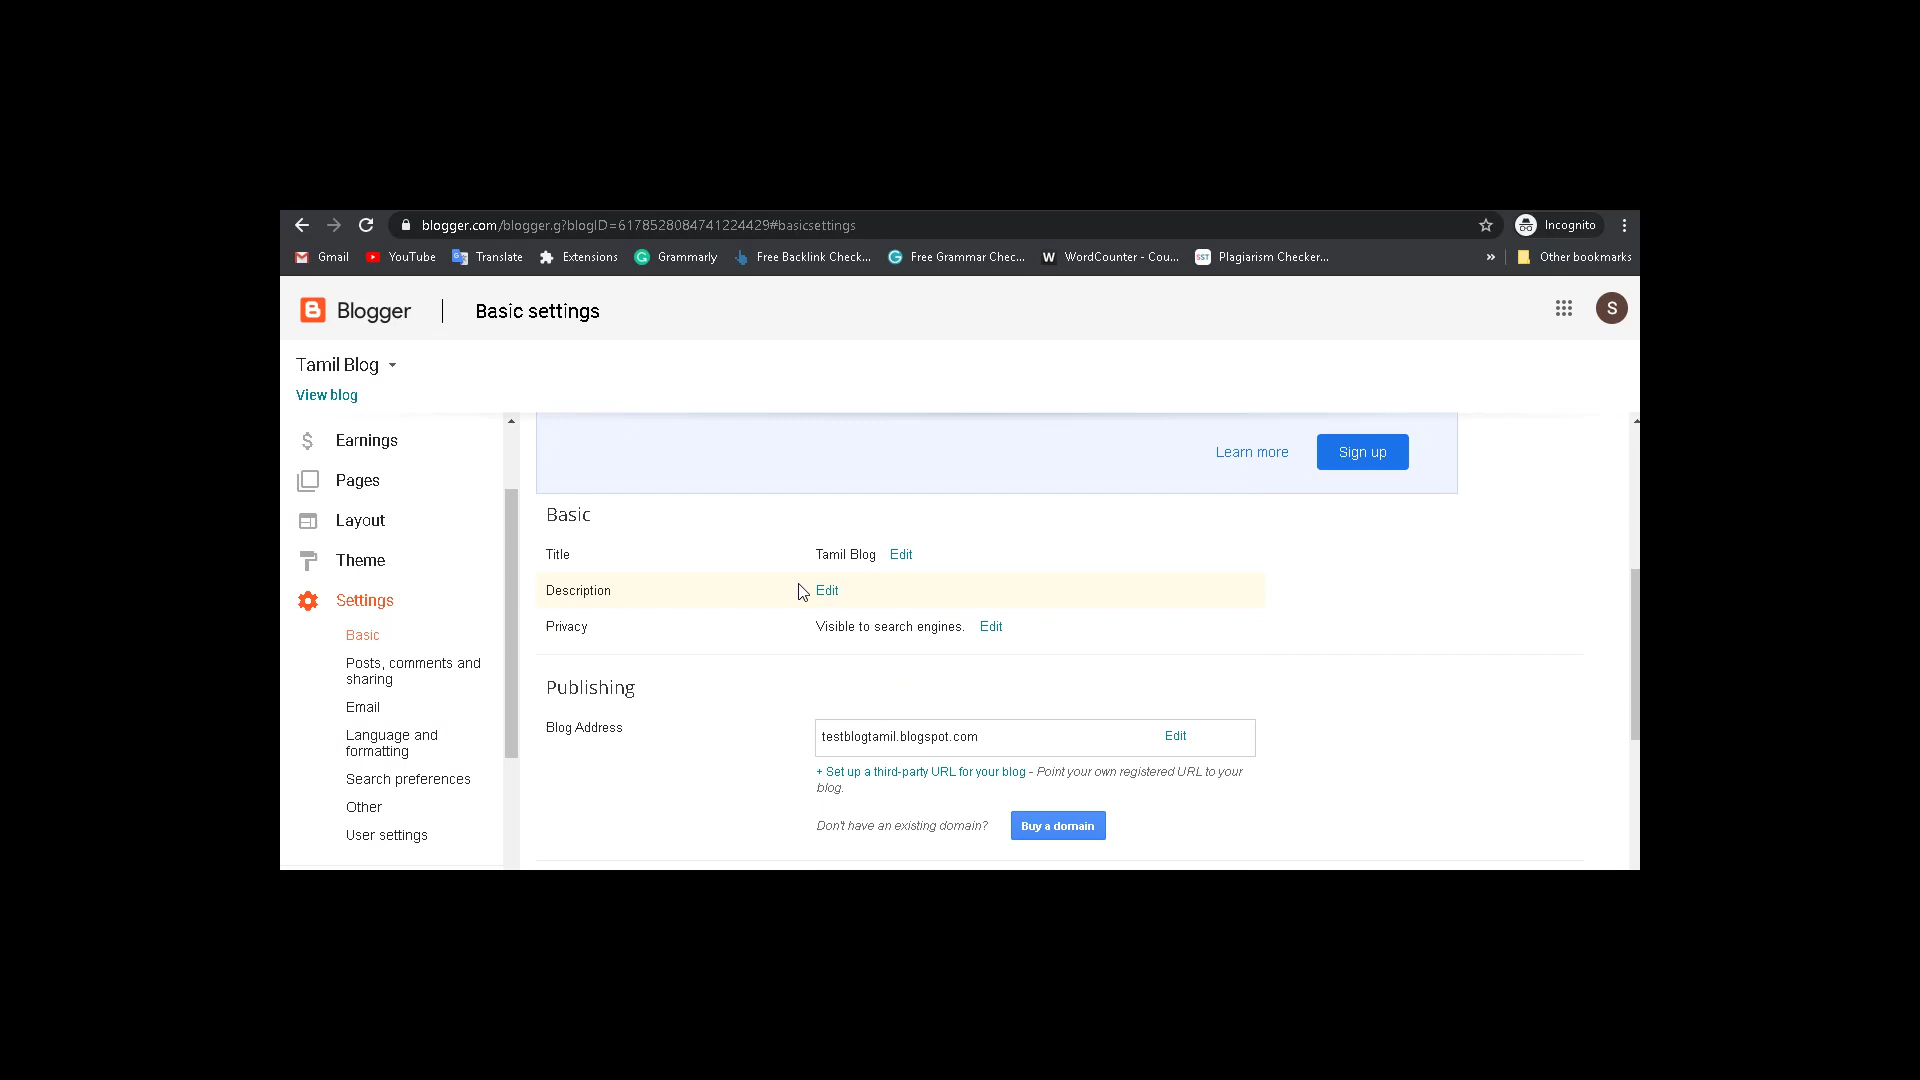 blogger.com/blogger.g?blogID=6178528084741224429#basicsettings
Incognito
Gmail YouTube Translate Extensions Grammarly Free Backlink Check... Free Grammar Chec... WordCounter - Cou... Plagiarism Checker... » Other bookmarks
Blogger | Basic settings
S
Tamil Blog
View blog
Earnings
Pages
Layout
Theme
Settings
Basic
Posts, comments and
sharing
Email
Language and
formatting
Search preferences
Other
User settings
Learn more Sign up
Basic
Title Tamil Blog Edit
Description Edit
Privacy Visible to search engines. Edit
Publishing
Blog Address testblogtamil.blogspot.com Edit
+ Set up a third-party URL for your blog - Point your own registered URL to your
blog.
Don't have an existing domain? Buy a domain